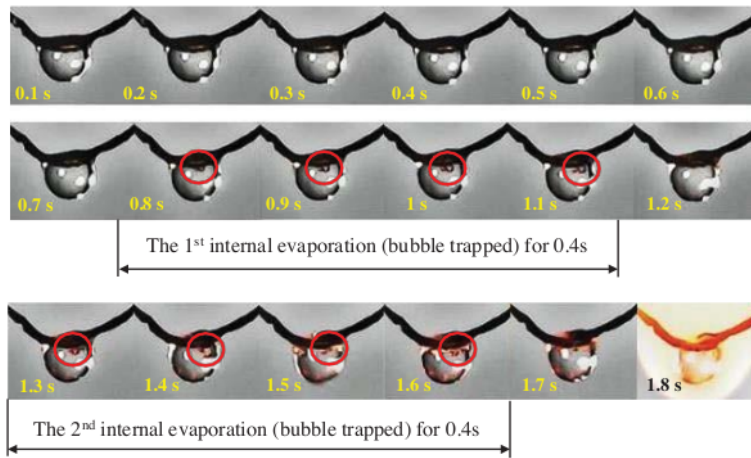 0.1 s 0.2 s 0.3 s 0.4 s 0.5 s 0.6 s
0.7 s 0.8 s 0.9 s 1 s 1.1 s 1.2 s
The 1st internal evaporation (bubble trapped) for 0.4s
1.3 s 1.4 s 1.5 s 1.6 s 1.7 s 1.8 s
The 2nd internal evaporation (bubble trapped) for 0.4s